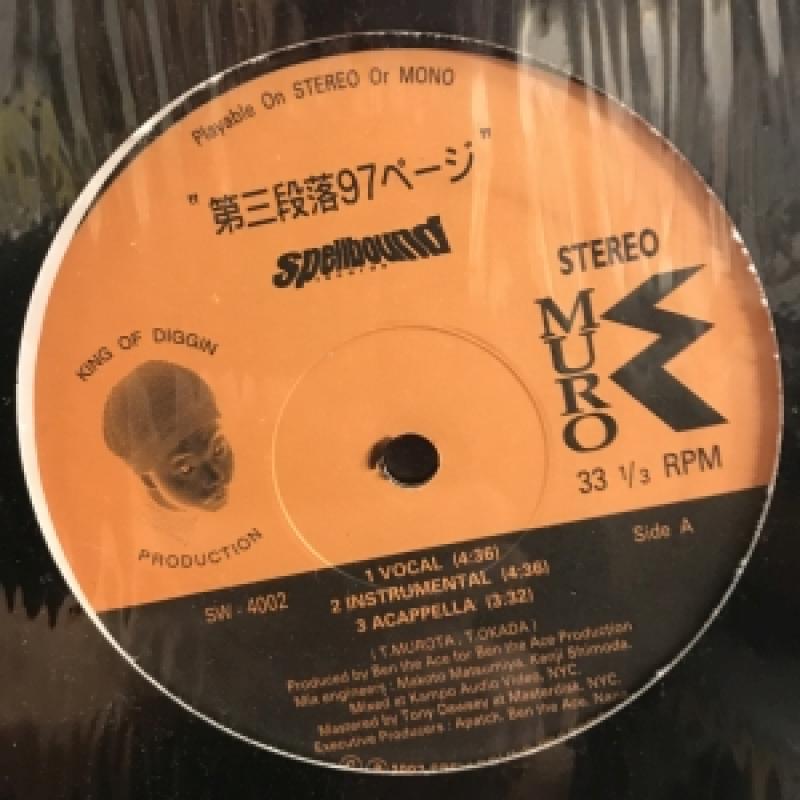 Playable On STEREO Or MONO
"第三段落97ページ"
spellbound
STEREO
MURO
33 1/3 RPM
KING OF DIGGIN
PRODUCTION
Side A
SW-4002
1 VOCAL (4:36)
2 INSTRUMENTAL (4:36)
3 ACAPPELLA (3:32)
( T.MUROTA , T.OKADA )
Produced by Ben the Ace for Ben the Ace Production
Mix engineers : Makoto Matsumiya, Kenji Shimoda,
Mixed at Kampo Audio Video, NYC.
Mastered by Tony Dawsey at Masterdisk, NYC.
Executive Producers : Apatch, Ben the Ace,